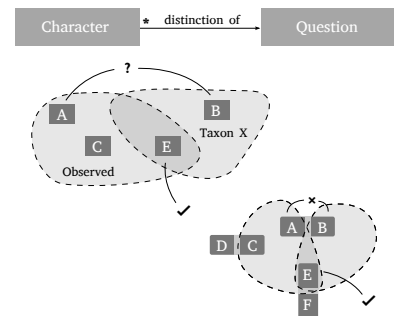 Character
* distinction of
Question
?
A
B
Taxon X
C
E
Observed
×
A
B
D
C
E
F